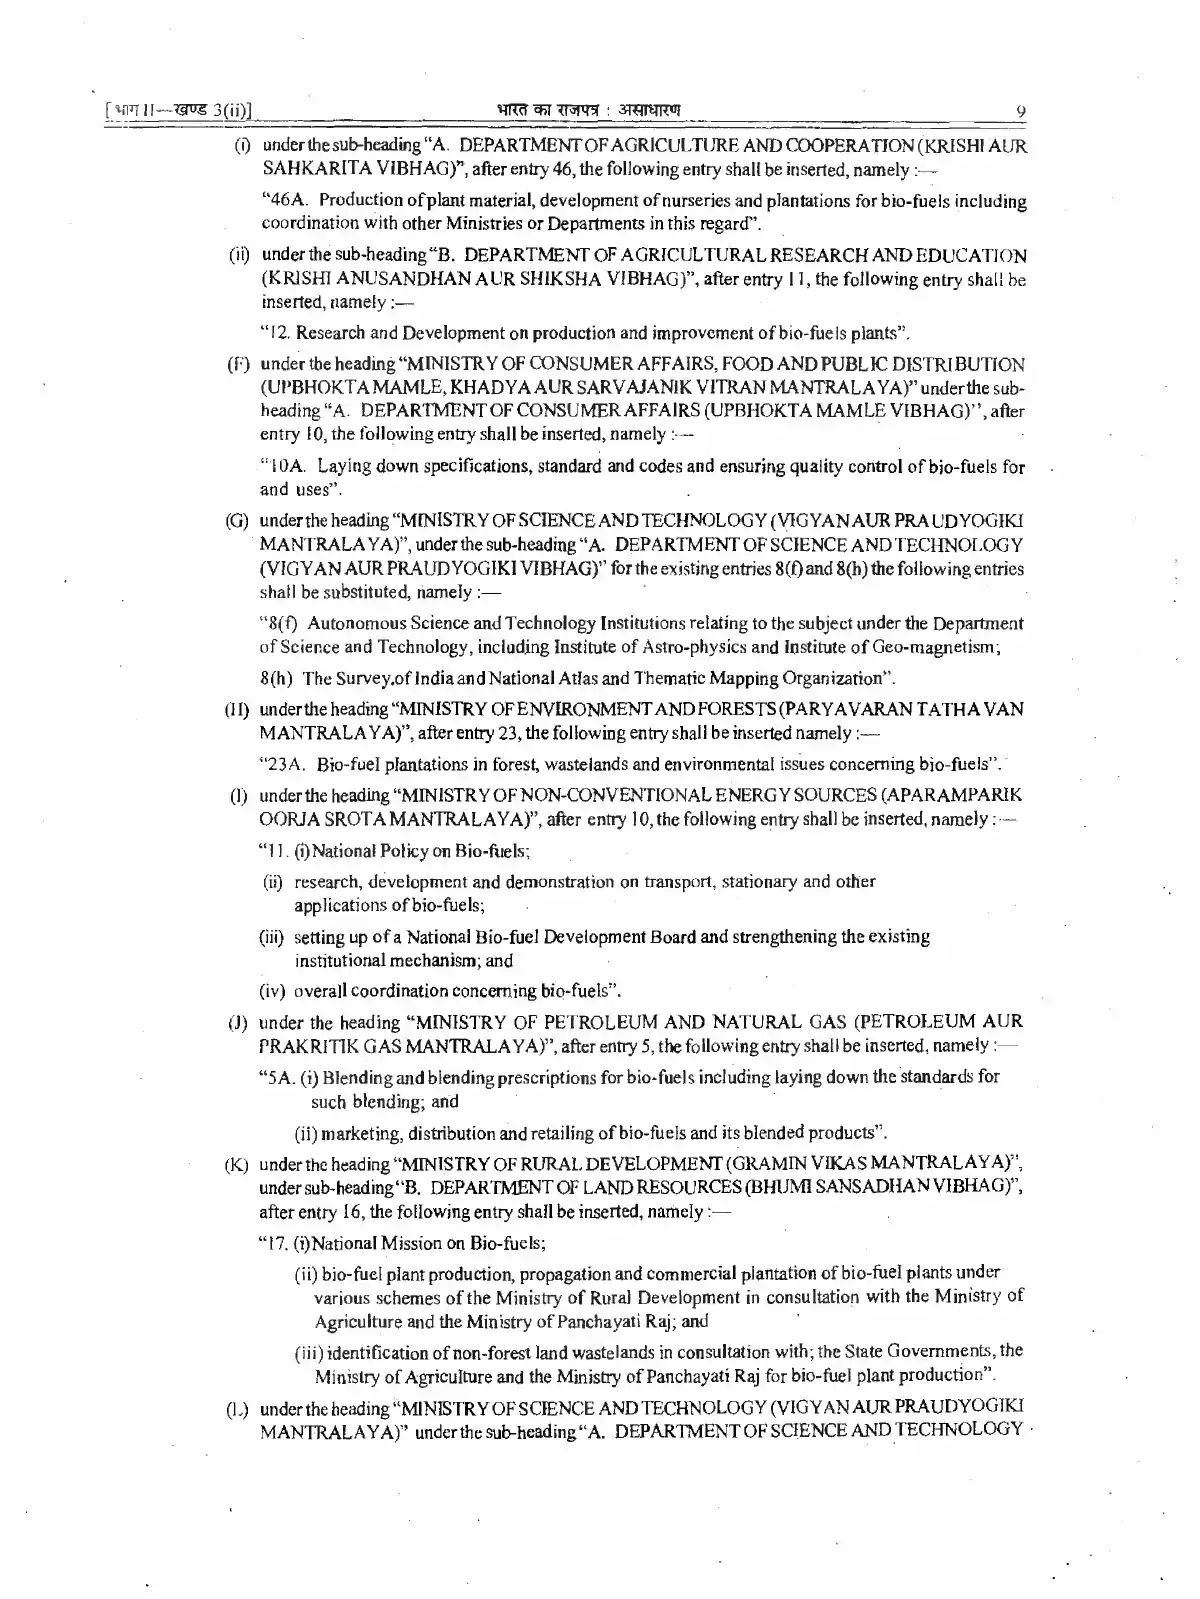 [ भाग II—खण्ड 3(ii)] भारत का राजपत्र : असाधारण 9
(i) under the sub-heading "A. DEPARTMENT OF AGRICULTURE AND COOPERATION (KRISHI AUR
SAHKARITA VIBHAG)", after entry 46, the following entry shall be inserted, namely :—
"46A. Production of plant material, development of nurseries and plantations for bio-fuels including
coordination with other Ministries or Departments in this regard".
(ii) under the sub-heading "B. DEPARTMENT OF AGRICULTURAL RESEARCH AND EDUCATION
(KRISHI ANUSANDHAN AUR SHIKSHA VIBHAG)", after entry 11, the following entry shall be
inserted, namely :—
"12. Research and Development on production and improvement of bio-fuels plants".
(F) under the heading "MINISTRY OF CONSUMER AFFAIRS, FOOD AND PUBLIC DISTRIBUTION
(UPBHOKTA MAMLE, KHADYA AUR SARVAJANIK VITRAN MANTRALAYA)" under the sub-
heading "A. DEPARTMENT OF CONSUMER AFFAIRS (UPBHOKTA MAMLE VIBHAG)", after
entry 10, the following entry shall be inserted, namely :—
"10A. Laying down specifications, standard and codes and ensuring quality control of bio-fuels for
and uses".
(G) under the heading "MINISTRY OF SCIENCE AND TECHNOLOGY (VIGYAN AUR PRAUDYOGIKI
MANTRALAYA)", under the sub-heading "A. DEPARTMENT OF SCIENCE AND TECHNOLOGY
(VIGYAN AUR PRAUDYOGIKI VIBHAG)" for the existing entries 8(f) and 8(h) the following entries
shall be substituted, namely :—
"8(f) Autonomous Science and Technology Institutions relating to the subject under the Department
of Science and Technology, including Institute of Astro-physics and Institute of Geo-magnetism;
8(h) The Survey of India and National Atlas and Thematic Mapping Organization".
(H) under the heading "MINISTRY OF ENVIRONMENT AND FORESTS (PARYAVARAN TATHA VAN
MANTRALAYA)", after entry 23, the following entry shall be inserted namely :—
"23A. Bio-fuel plantations in forest, wastelands and environmental issues concerning bio-fuels".
(I) under the heading "MINISTRY OF NON-CONVENTIONAL ENERGY SOURCES (APARAMPARIK
OORJA SROTA MANTRALAYA)", after entry 10, the following entry shall be inserted, namely :—
"11. (i) National Policy on Bio-fuels;
(ii) research, development and demonstration on transport, stationary and other
applications of bio-fuels;
(iii) setting up of a National Bio-fuel Development Board and strengthening the existing
institutional mechanism; and
(iv) overall coordination concerning bio-fuels".
(J) under the heading "MINISTRY OF PETROLEUM AND NATURAL GAS (PETROLEUM AUR
PRAKRITIK GAS MANTRALAYA)", after entry 5, the following entry shall be inserted, namely :—
"5A. (i) Blending and blending prescriptions for bio-fuels including laying down the standards for
such blending; and
(ii) marketing, distribution and retailing of bio-fuels and its blended products".
(K) under the heading "MINISTRY OF RURAL DEVELOPMENT (GRAMIN VIKAS MANTRALAYA)",
under sub-heading "B. DEPARTMENT OF LAND RESOURCES (BHUMI SANSADHAN VIBHAG)",
after entry 16, the following entry shall be inserted, namely :—
"17. (i) National Mission on Bio-fuels;
(ii) bio-fuel plant production, propagation and commercial plantation of bio-fuel plants under
various schemes of the Ministry of Rural Development in consultation with the Ministry of
Agriculture and the Ministry of Panchayati Raj; and
(iii) identification of non-forest land wastelands in consultation with; the State Governments, the
Ministry of Agriculture and the Ministry of Panchayati Raj for bio-fuel plant production".
(L) under the heading "MINISTRY OF SCIENCE AND TECHNOLOGY (VIGYAN AUR PRAUDYOGIKI
MANTRALAYA)" under the sub-heading "A. DEPARTMENT OF SCIENCE AND TECHNOLOGY